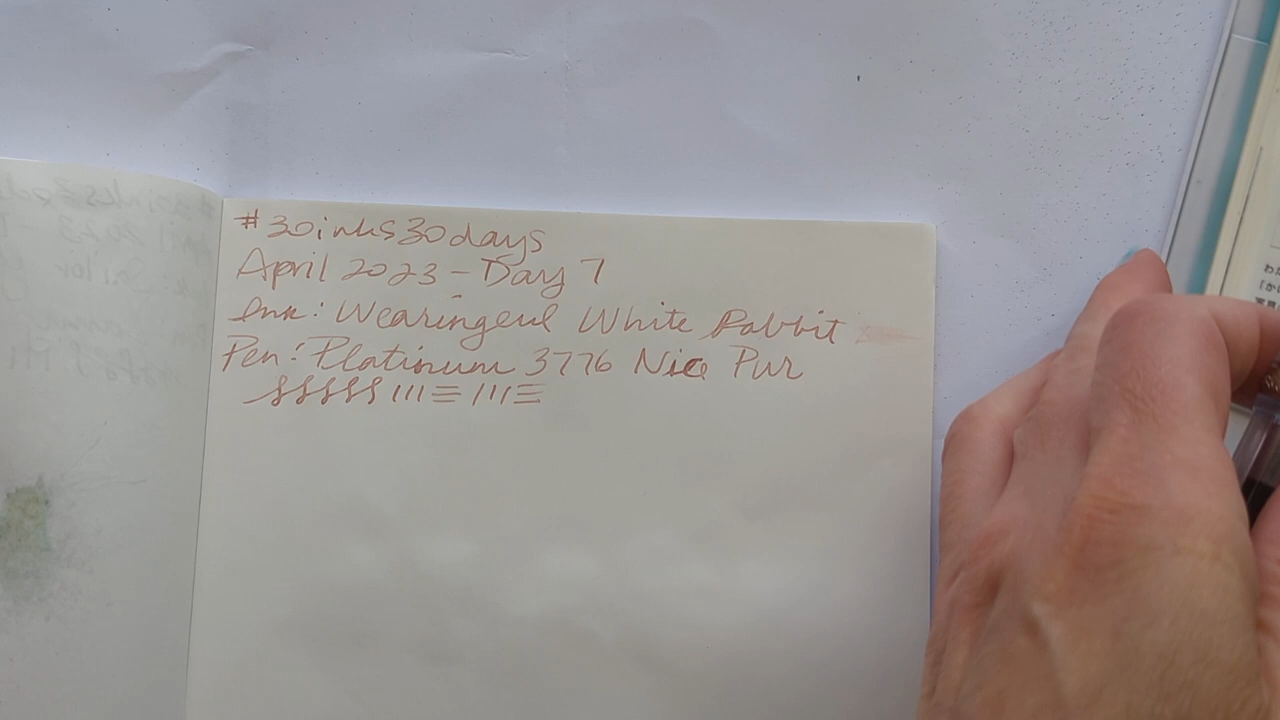 #30inks30days
April 2023 - Day 7
Ink: Wearingeul White Rabbit
Pen: Platinum 3776 Nice Pur